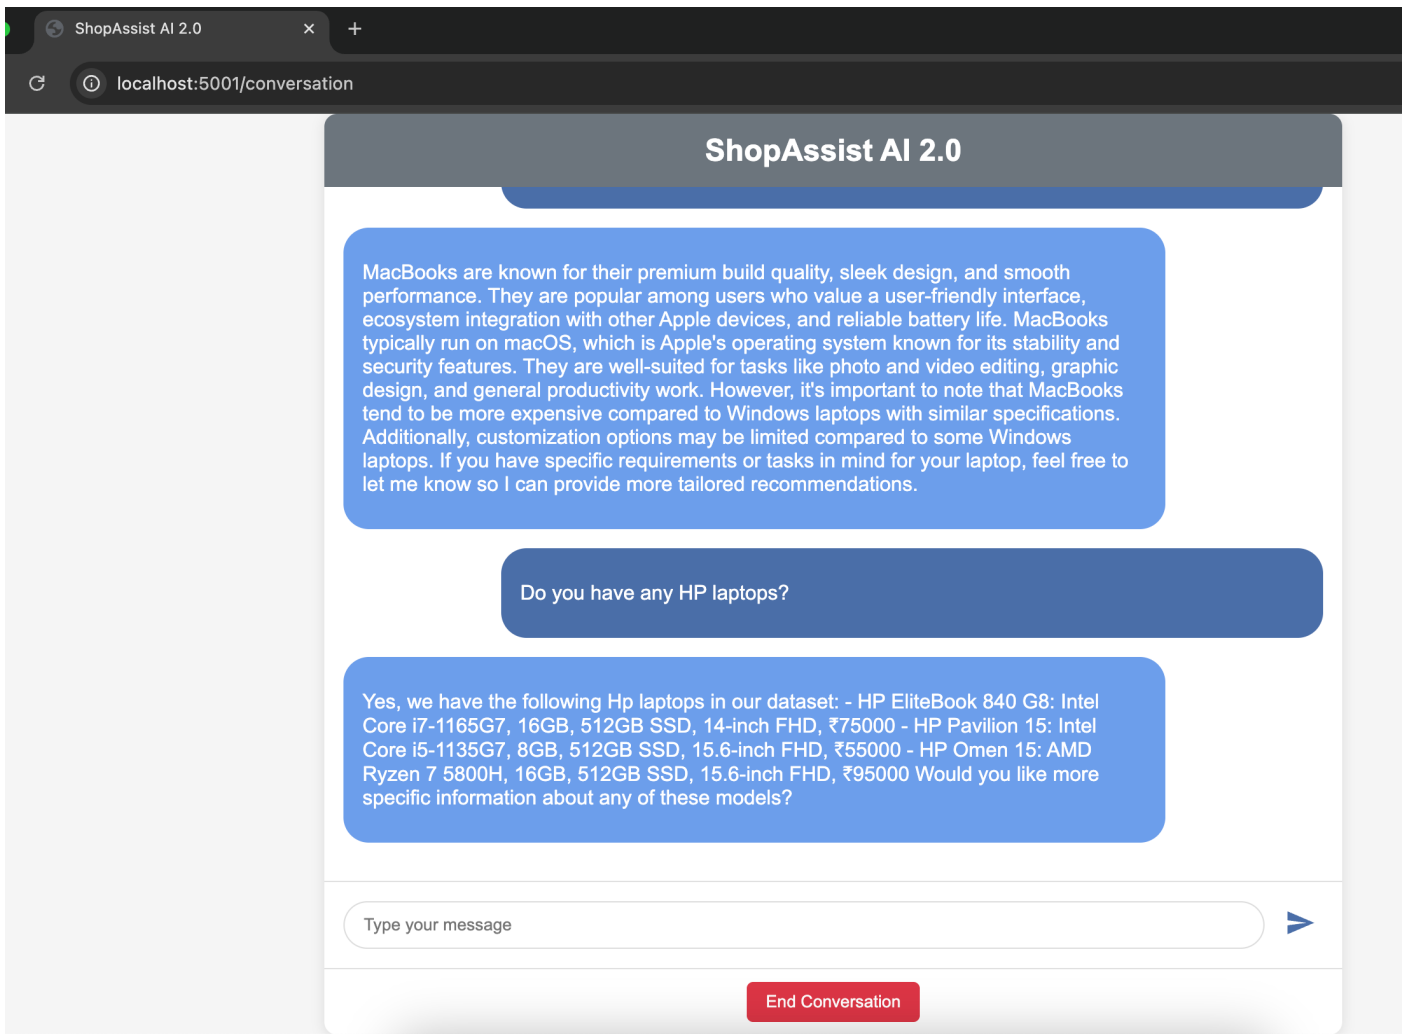 ShopAssist AI 2.0
localhost:5001/conversation
ShopAssist AI 2.0
MacBooks are known for their premium build quality, sleek design, and smooth
performance. They are popular among users who value a user-friendly interface,
ecosystem integration with other Apple devices, and reliable battery life. MacBooks
typically run on macOS, which is Apple's operating system known for its stability and
security features. They are well-suited for tasks like photo and video editing, graphic
design, and general productivity work. However, it's important to note that MacBooks
tend to be more expensive compared to Windows laptops with similar specifications.
Additionally, customization options may be limited compared to some Windows
laptops. If you have specific requirements or tasks in mind for your laptop, feel free to
let me know so I can provide more tailored recommendations.
Do you have any HP laptops?
Yes, we have the following Hp laptops in our dataset: - HP EliteBook 840 G8: Intel
Core i7-1165G7, 16GB, 512GB SSD, 14-inch FHD, ₹75000 - HP Pavilion 15: Intel
Core i5-1135G7, 8GB, 512GB SSD, 15.6-inch FHD, ₹55000 - HP Omen 15: AMD
Ryzen 7 5800H, 16GB, 512GB SSD, 15.6-inch FHD, ₹95000 Would you like more
specific information about any of these models?
Type your message
End Conversation